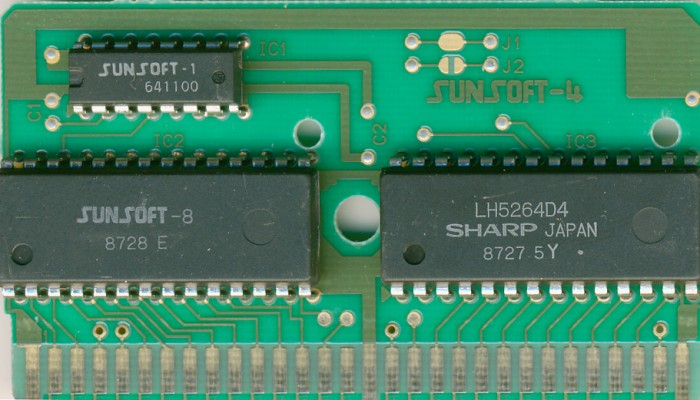 SUNSOFT-1
641100
IC1
J1
J2
SUNSOFT-4
C1
C2
IC2
IC3
SUNSOFT-8
8728 E
LH5264D4
SHARP JAPAN
8727 5Y